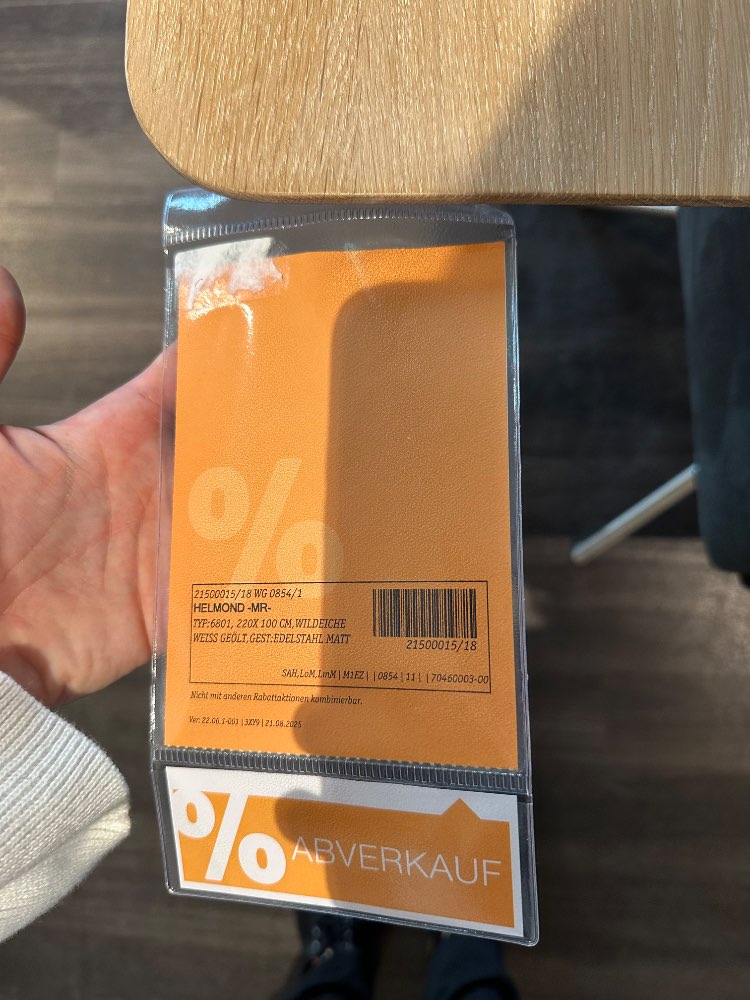 %
21500015/18 WG 0854/1
HELMOND -MR-
TYP:6801, 220X 100 CM,WILDEICHE
WEISS GEÖLT,GEST:EDELSTAHL MATT
21500015/18
SAH,LoM,LmM | M1EZ | | 0854 | 11 | | 70460003-00
Nicht mit anderen Rabattaktionen kombinierbar.
Ver: 22.06.1-001 | 3XY9 | 21.08.2025
% ABVERKAUF